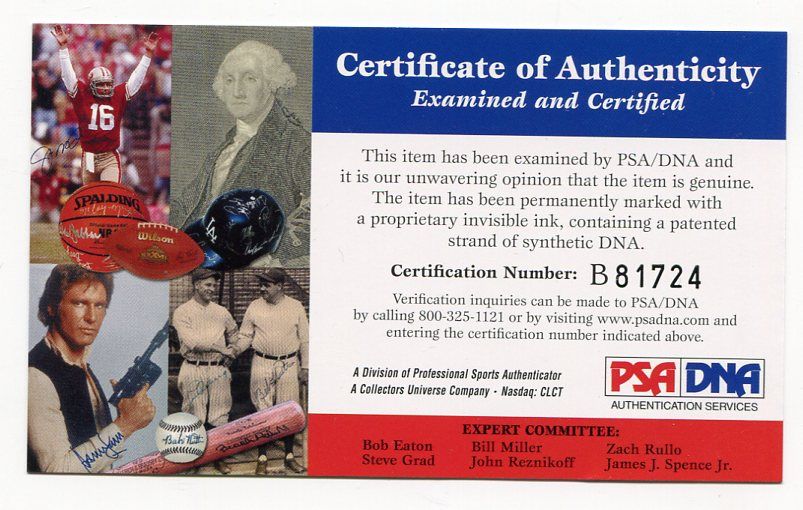 Certificate of Authenticity
Examined and Certified
This item has been examined by PSA/DNA and
it is our unwavering opinion that the item is genuine.
The item has been permanently marked with
a proprietary invisible ink, containing a patented
strand of synthetic DNA.
Certification Number: B81724
Verification inquiries can be made to PSA/DNA
by calling 800-325-1121 or by visiting www.psadna.com and
entering the certification number indicated above.
A Division of Professional Sports Authenticator
A Collectors Universe Company - Nasdaq: CLCT
PSA DNA
AUTHENTICATION SERVICES
EXPERT COMMITTEE:
Bob Eaton Bill Miller Zach Rullo
Steve Grad John Reznikoff James J. Spence Jr.
16
SPALDING
Wilson
LA
Babe Ruth